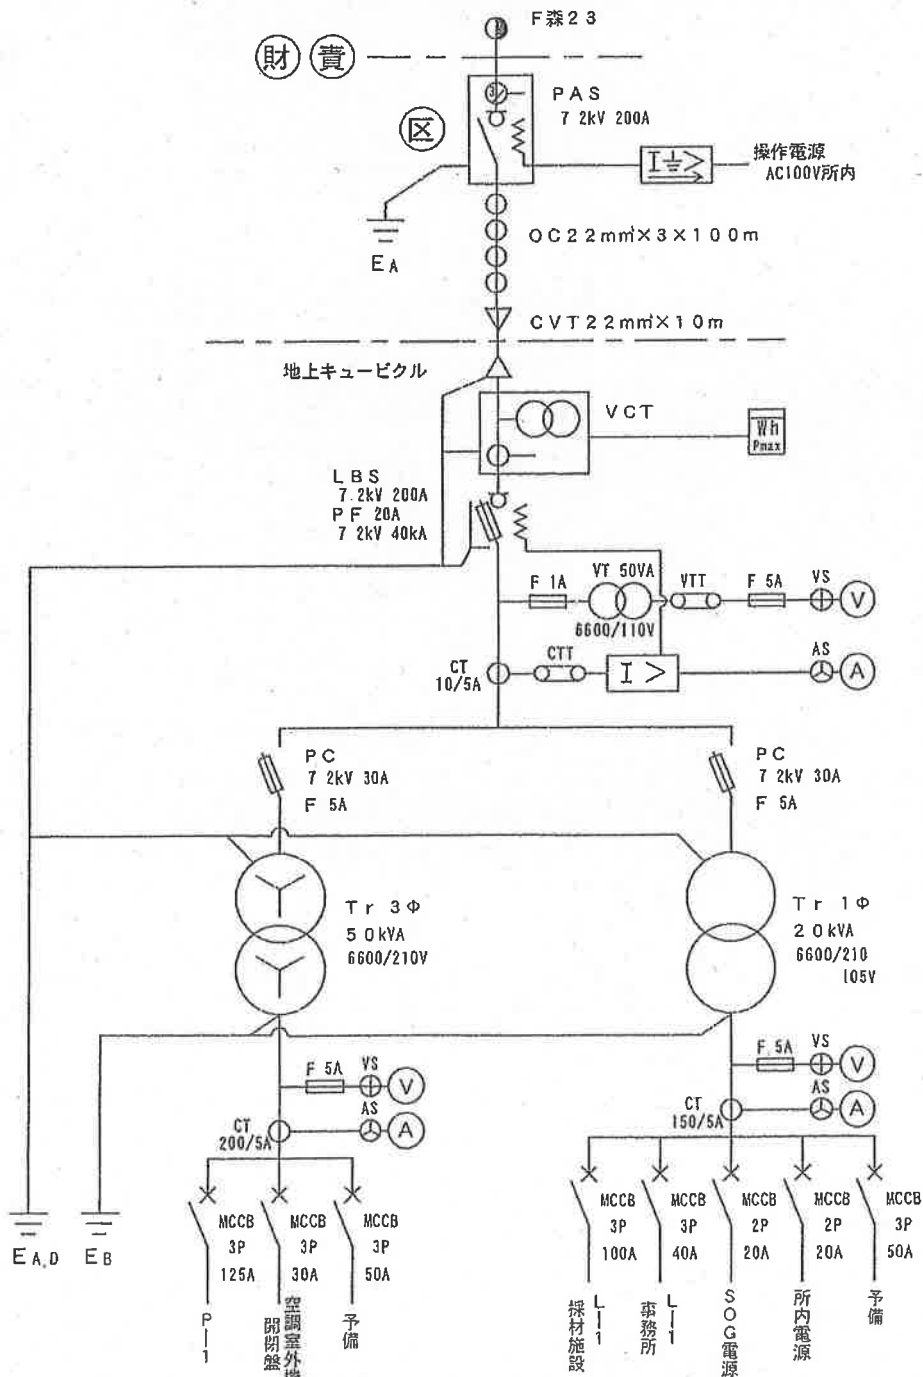 F森23
財 責
PAS
7 2kV 200A
区
操作電源
AC100V所内
I >
EA
OC22mm²×3×100m
CVT22mm²×10m
地上キュービクル
VCT
Wh
Pmax
LBS
7.2kV 200A
PF 20A
7 2kV 40kA
F 1A
VT 50VA
6600/110V
VTT
F 5A
VS
V
CT
10/5A
CTT
I >
AS
A
PC
7 2kV 30A
F 5A
PC
7 2kV 30A
F 5A
Tr 3Φ
50kVA
6600/210V
Tr 1Φ
20kVA
6600/210
105V
F 5A
VS
V
CT
200/5A
AS
A
F 5A
VS
V
CT
150/5A
AS
A
EA,D
EB
MCCB
3P
125A
MCCB
3P
30A
MCCB
3P
50A
MCCB
3P
100A
MCCB
3P
40A
MCCB
2P
20A
MCCB
2P
20A
MCCB
3P
50A
P-1
空調室外機
開閉盤
予備
L-1
採材施設
L-1
事務所
SOG電源
所内電源
予備